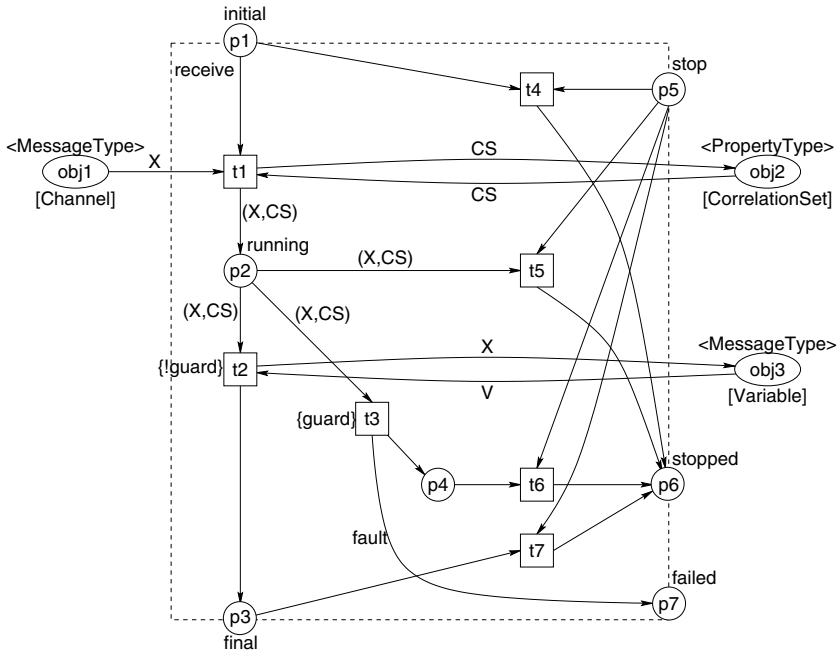 initial
p1
receive
stop
t4
p5
<MessageType>
X
CS
<PropertyType>
obj1
t1
obj2
[Channel]
CS
[CorrelationSet]
(X,CS)
running
(X,CS)
p2
t5
(X,CS)
(X,CS)
X
<MessageType>
{!guard}
t2
obj3
V
[Variable]
{guard}
t3
stopped
p4
t6
p6
fault
t7
failed
p7
p3
final